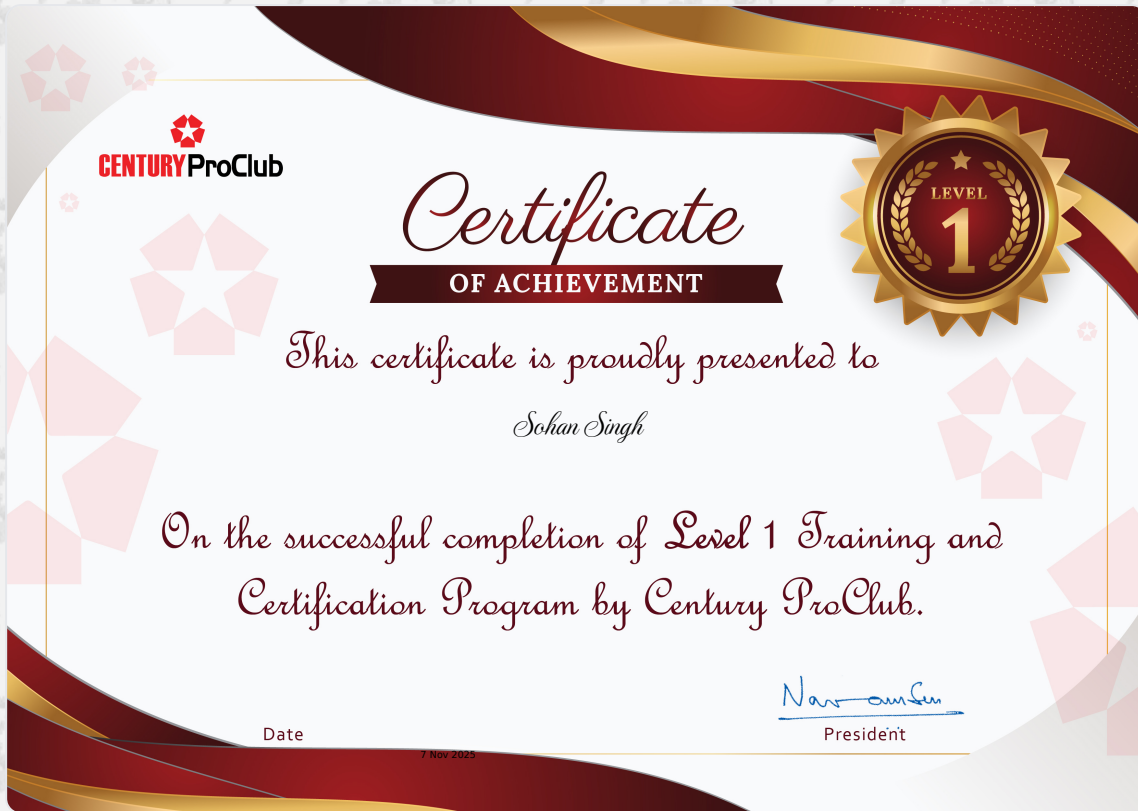 CENTURY ProClub
LEVEL
1
Certificate
OF ACHIEVEMENT
This certificate is proudly presented to
Sohan Singh
On the successful completion of Level 1 Training and
Certification Program by Century ProClub.
Date
President
7 Nov 2025